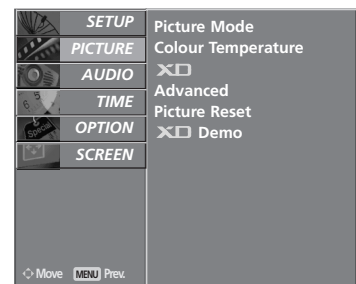 SETUP
PICTURE
AUDIO
TIME
OPTION
SCREEN
Move MENU Prev.
Picture Mode
Colour Temperature
XD
Advanced
Picture Reset
XD Demo